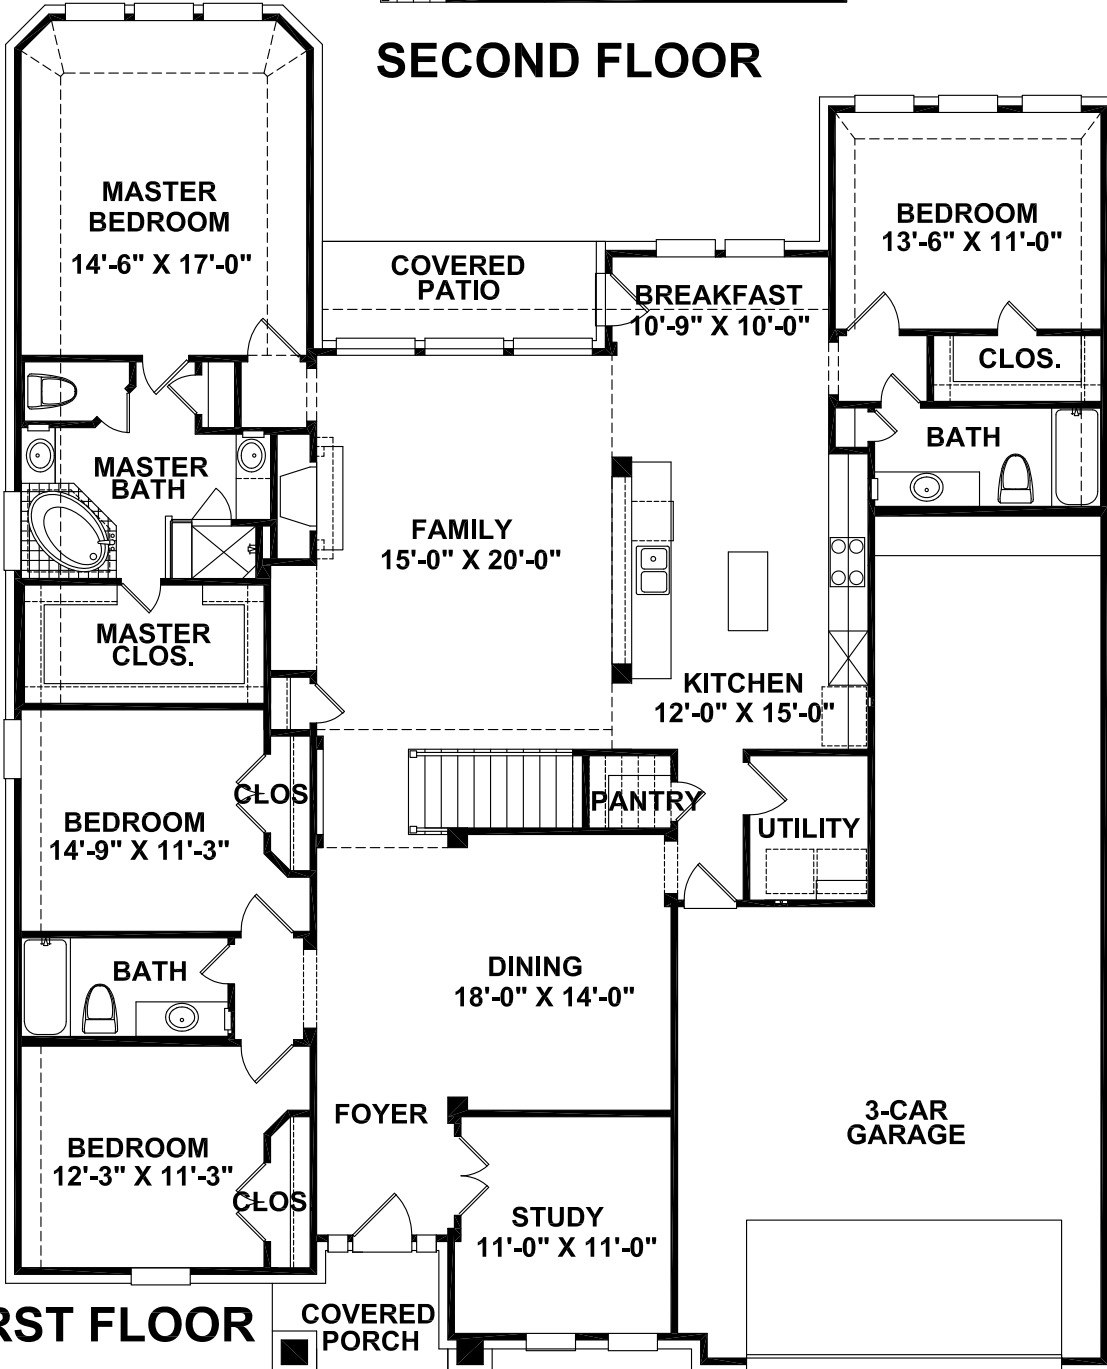 SECOND FLOOR
MASTER
BEDROOM
14'-6" X 17'-0"
COVERED
PATIO
BREAKFAST
10'-9" X 10'-0"
BEDROOM
13'-6" X 11'-0"
CLOS.
BATH
MASTER
BATH
FAMILY
15'-0" X 20'-0"
MASTER
CLOS.
KITCHEN
12'-0" X 15'-0"
CLOS
BEDROOM
14'-9" X 11'-3"
PANTRY
UTILITY
BATH
DINING
18'-0" X 14'-0"
FOYER
3-CAR
GARAGE
BEDROOM
12'-3" X 11'-3"
CLOS
STUDY
11'-0" X 11'-0"
COVERED
PORCH
RST FLOOR